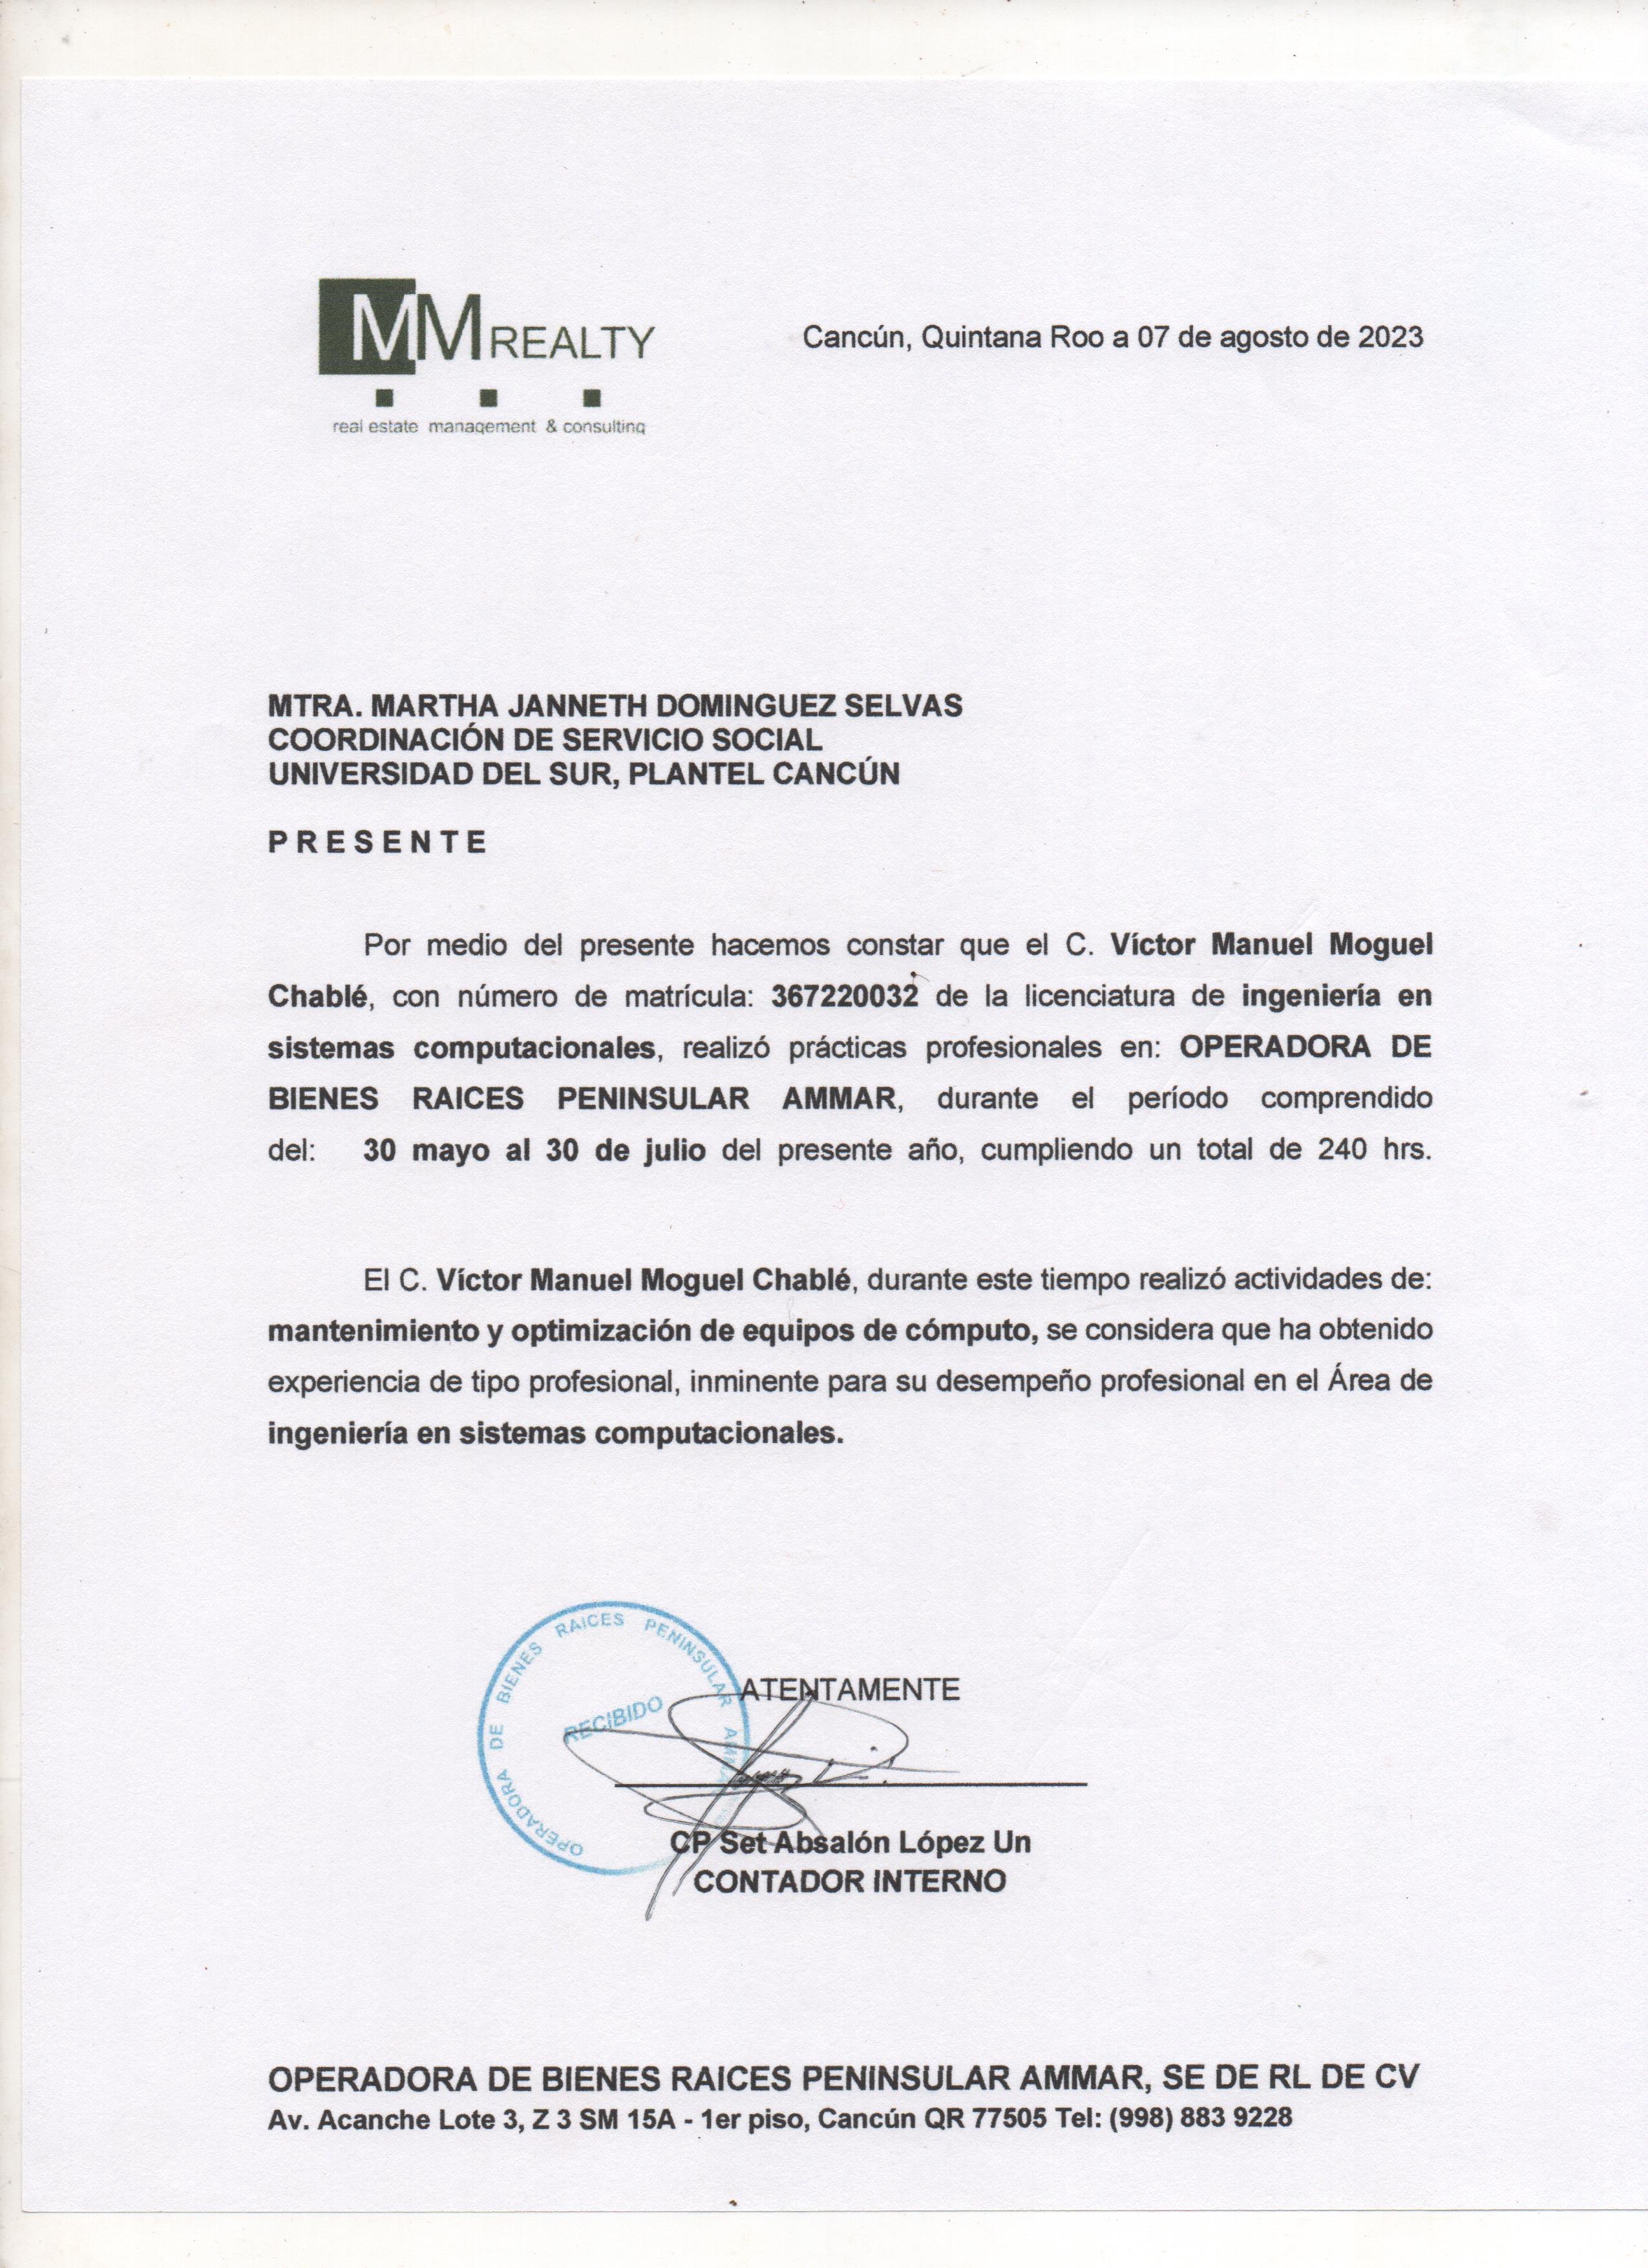 MM REALTY
real estate management & consulting
Cancún, Quintana Roo a 07 de agosto de 2023
MTRA. MARTHA JANNETH DOMINGUEZ SELVAS
COORDINACIÓN DE SERVICIO SOCIAL
UNIVERSIDAD DEL SUR, PLANTEL CANCÚN
P R E S E N T E
Por medio del presente hacemos constar que el C. Víctor Manuel Moguel
Chablé, con número de matrícula: 367220032 de la licenciatura de ingeniería en
sistemas computacionales, realizó prácticas profesionales en: OPERADORA DE
BIENES RAICES PENINSULAR AMMAR, durante el período comprendido
del: 30 mayo al 30 de julio del presente año, cumpliendo un total de 240 hrs.
El C. Víctor Manuel Moguel Chablé, durante este tiempo realizó actividades de:
mantenimiento y optimización de equipos de cómputo, se considera que ha obtenido
experiencia de tipo profesional, inminente para su desempeño profesional en el Área de
ingeniería en sistemas computacionales.
OPERADORA DE BIENES RAICES PENINSULAR
RECIBIDO
ATENTAMENTE
CP Set Absalón López Un
CONTADOR INTERNO
OPERADORA DE BIENES RAICES PENINSULAR AMMAR, SE DE RL DE CV
Av. Acanche Lote 3, Z 3 SM 15A - 1er piso, Cancún QR 77505 Tel: (998) 883 9228